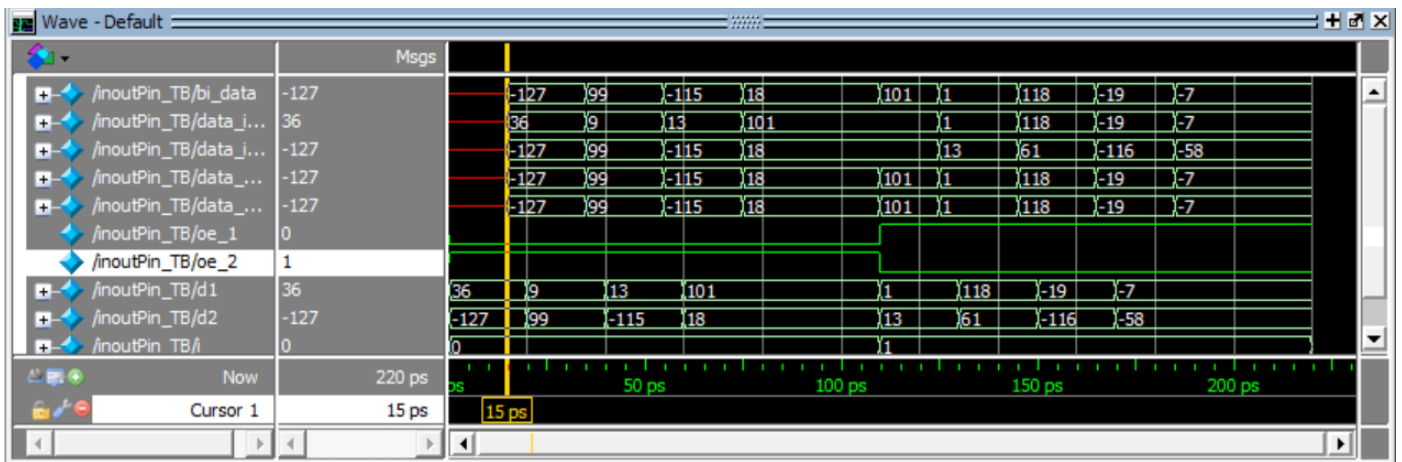 Wave - Default
Msgs
/inoutPin_TB/bi_data -127 -127 99 -115 18 101 1 118 -19 -7
/inoutPin_TB/data_i... 36 36 9 13 101 1 118 -19 -7
/inoutPin_TB/data_i... -127 -127 99 -115 18 13 61 -116 -58
/inoutPin_TB/data_... -127 -127 99 -115 18 101 1 118 -19 -7
/inoutPin_TB/data_... -127 -127 99 -115 18 101 1 118 -19 -7
/inoutPin_TB/oe_1 0
/inoutPin_TB/oe_2 1
/inoutPin_TB/d1 36 36 9 13 101 1 118 -19 -7
/inoutPin_TB/d2 -127 -127 99 -115 18 13 61 -116 -58
/inoutPin_TB/i 0 0 1
Now 220 ps ps 50 ps 100 ps 150 ps 200 ps
Cursor 1 15 ps 15 ps